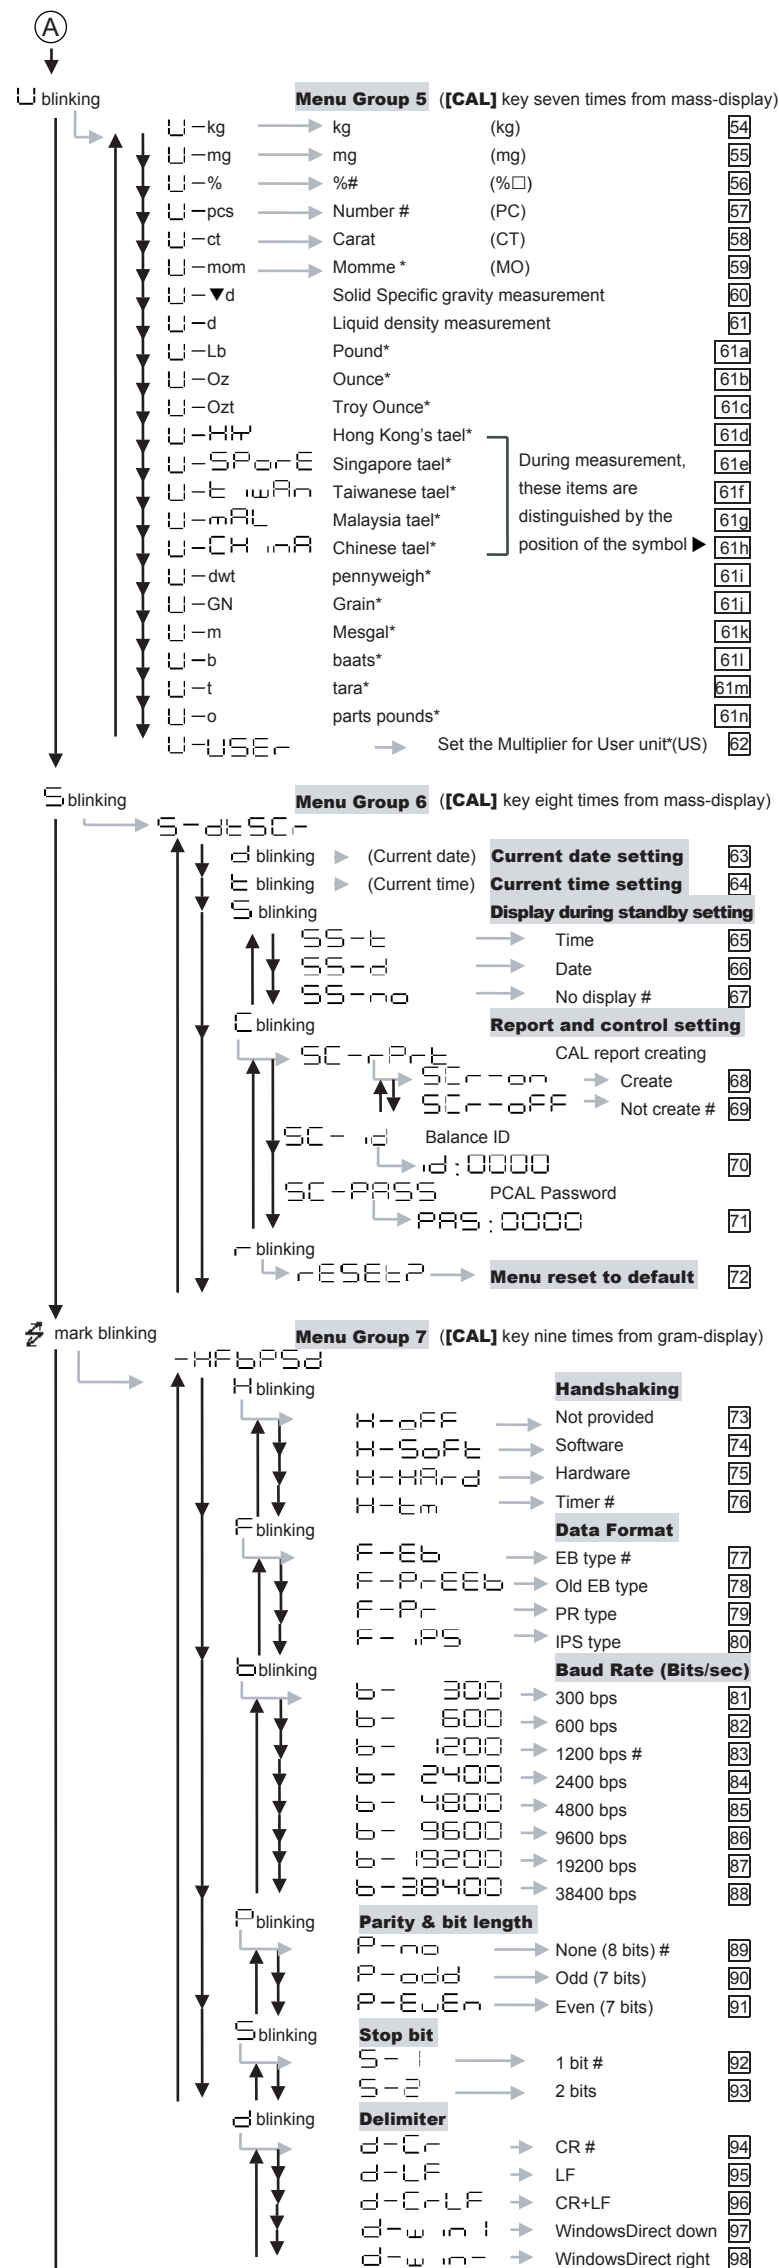 A
U blinking Menu Group 5 ([CAL] key seven times from mass-display)
U-kg kg (kg) 54
U-mg mg (mg) 55
U-% %# (%□) 56
U-pcs Number # (PC) 57
U-ct Carat (CT) 58
U-mom Momme * (MO) 59
U-▼d Solid Specific gravity measurement 60
U-d Liquid density measurement 61
U-Lb Pound* 61a
U-Oz Ounce* 61b
U-Ozt Troy Ounce* 61c
U-HK Hong Kong's tael* 61d
U-SPorE Singapore tael* During measurement, 61e
U-t iwAn Taiwanese tael* these items are 61f
U-mAL Malaysia tael* distinguished by the 61g
U-CH inA Chinese tael* position of the symbol ▶ 61h
U-dwt pennyweigh* 61i
U-GN Grain* 61j
U-m Mesgal* 61k
U-b baats* 61l
U-t tara* 61m
U-o parts pounds* 61n
U-USEr Set the Multiplier for User unit*(US) 62
S blinking Menu Group 6 ([CAL] key eight times from mass-display)
S-dtSCr
d blinking (Current date) Current date setting 63
t blinking (Current time) Current time setting 64
S blinking Display during standby setting
SS-t Time 65
SS-d Date 66
SS-no No display # 67
C blinking Report and control setting
SC-rPrt CAL report creating
SCr-on Create 68
SCr-oFF Not create # 69
SC- id Balance ID
id:0000 70
SC-PASS PCAL Password
PAS:0000 71
r blinking
rESEt? Menu reset to default 72
mark blinking Menu Group 7 ([CAL] key nine times from gram-display)
-HFbPSd
H blinking Handshaking
H-oFF Not provided 73
H-SoFt Software 74
H-HArd Hardware 75
H-tm Timer # 76
F blinking Data Format
F-Eb EB type # 77
F-PrEEb Old EB type 78
F-Pr PR type 79
F- iPS IPS type 80
b blinking Baud Rate (Bits/sec)
b- 300 300 bps 81
b- 600 600 bps 82
b- 1200 1200 bps # 83
b- 2400 2400 bps 84
b- 4800 4800 bps 85
b- 9600 9600 bps 86
b- 19200 19200 bps 87
b-38400 38400 bps 88
P blinking Parity & bit length
P-no None (8 bits) # 89
P-odd Odd (7 bits) 90
P-EvEn Even (7 bits) 91
S blinking Stop bit
S-1 1 bit # 92
S-2 2 bits 93
d blinking Delimiter
d-Cr CR # 94
d-LF LF 95
d-CrLF CR+LF 96
d-w in I WindowsDirect down 97
d-w in- WindowsDirect right 98